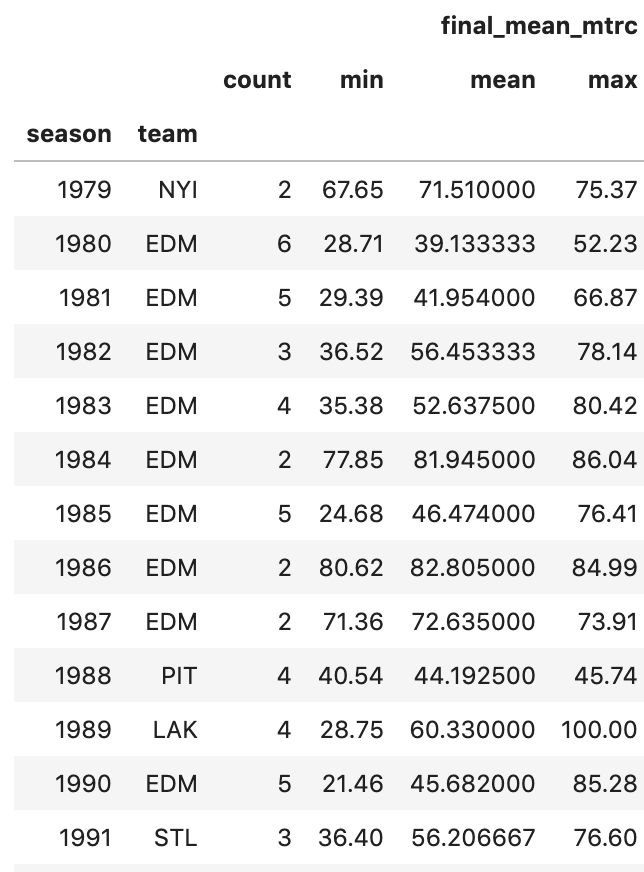 final_mean_mtrc
count min mean max
season team
1979 NYI 2 67.65 71.510000 75.37
1980 EDM 6 28.71 39.133333 52.23
1981 EDM 5 29.39 41.954000 66.87
1982 EDM 3 36.52 56.453333 78.14
1983 EDM 4 35.38 52.637500 80.42
1984 EDM 2 77.85 81.945000 86.04
1985 EDM 5 24.68 46.474000 76.41
1986 EDM 2 80.62 82.805000 84.99
1987 EDM 2 71.36 72.635000 73.91
1988 PIT 4 40.54 44.192500 45.74
1989 LAK 4 28.75 60.330000 100.00
1990 EDM 5 21.46 45.682000 85.28
1991 STL 3 36.40 56.206667 76.60